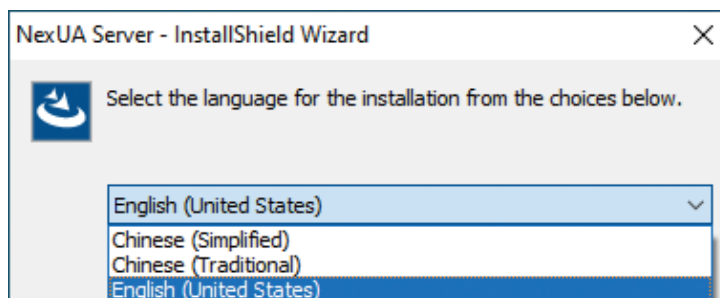 NexUA Server - InstallShield Wizard
Select the language for the installation from the choices below.
English (United States)
Chinese (Simplified)
Chinese (Traditional)
English (United States)